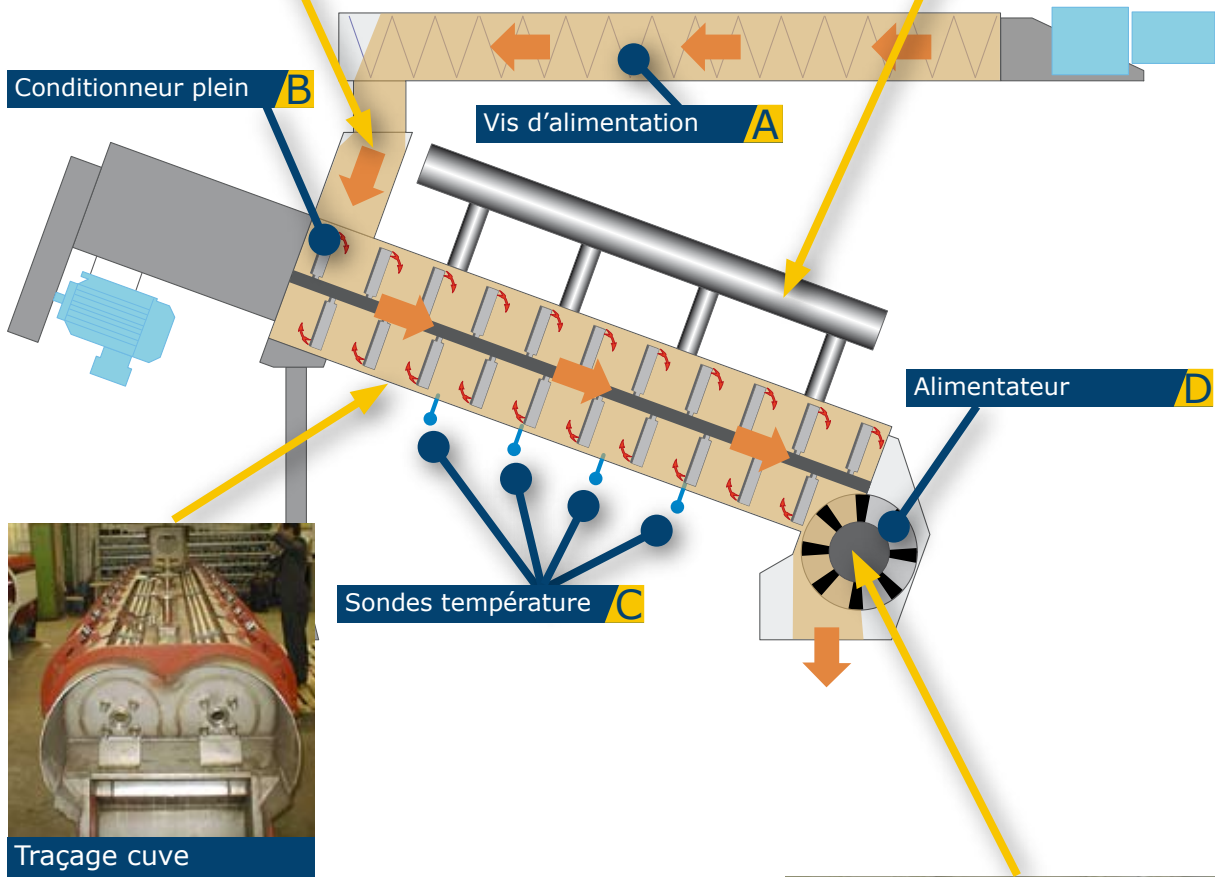 Conditionneur plein B
Vis d’alimentation A
Alimentateur D
Sondes température C
Traçage cuve